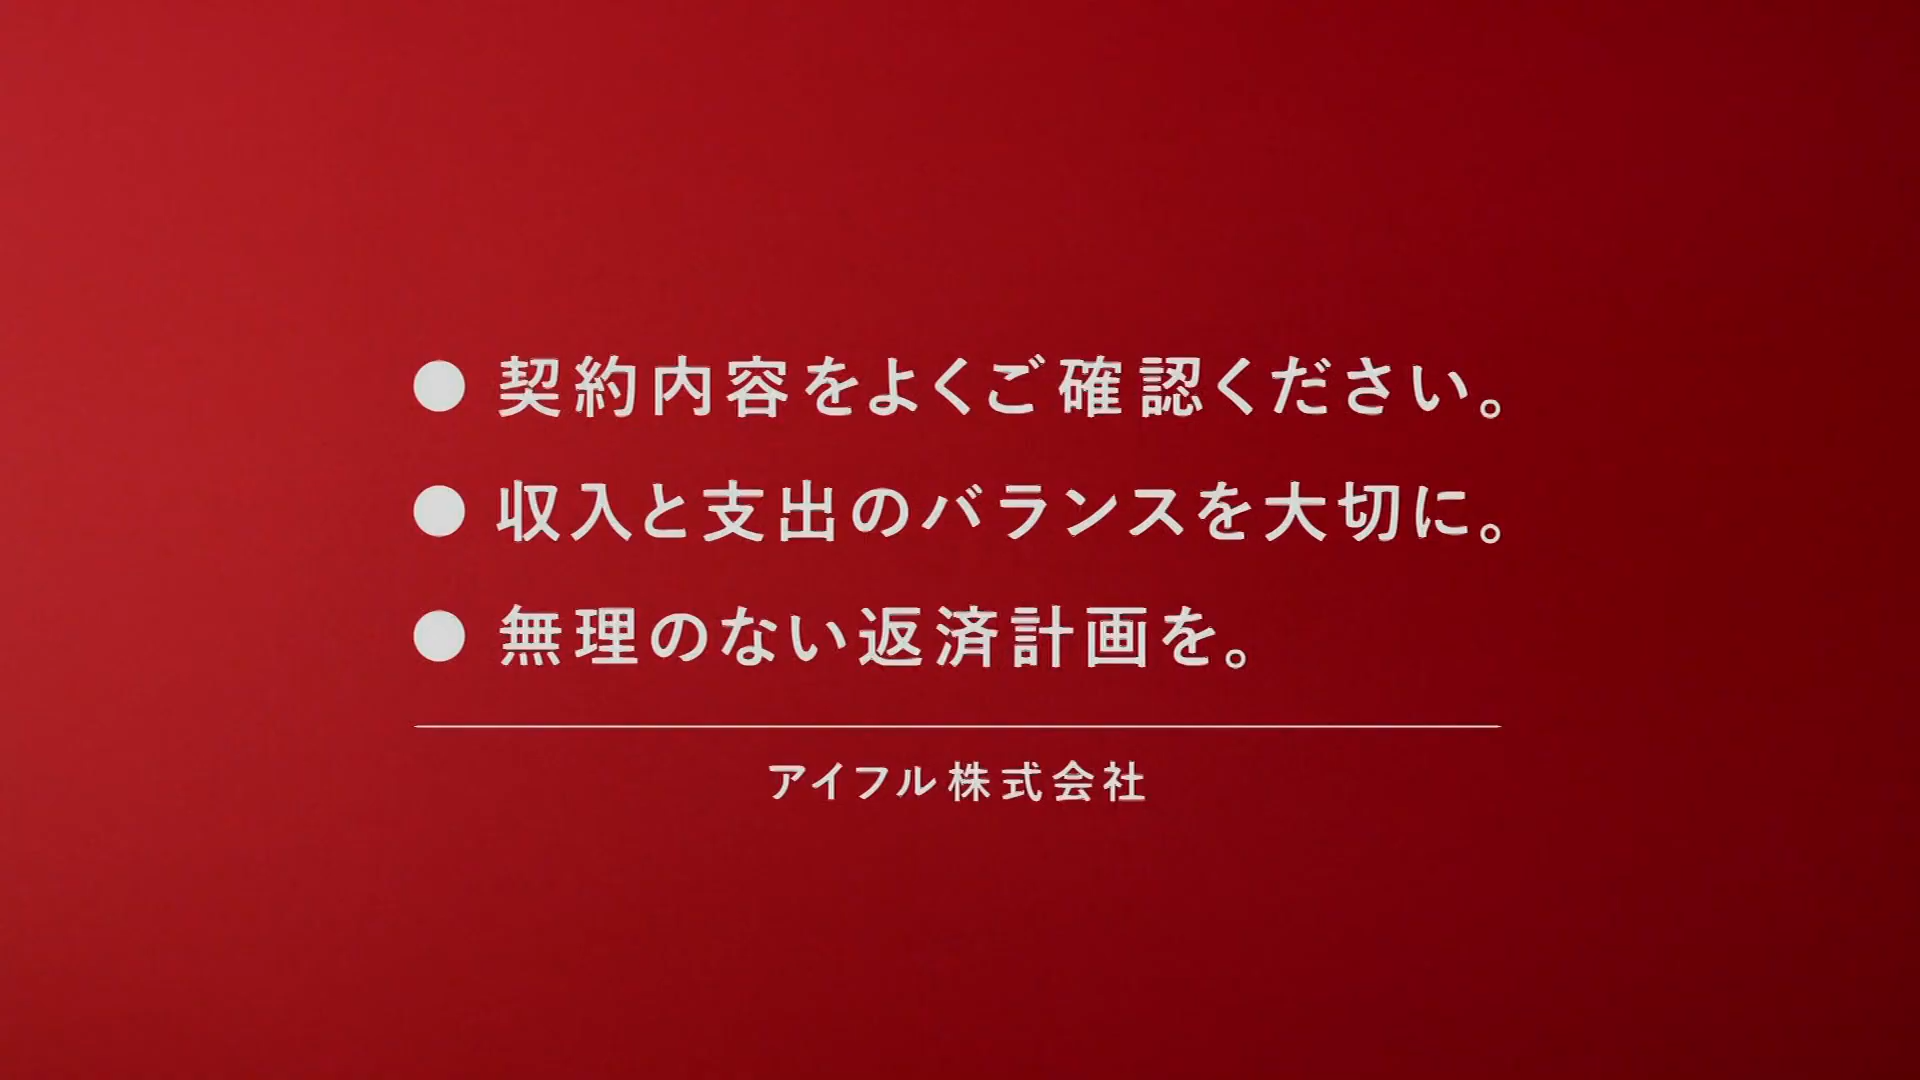 ● 契約内容をよくご確認ください。
● 収入と支出のバランスを大切に。
● 無理のない返済計画を。
アイフル株式会社